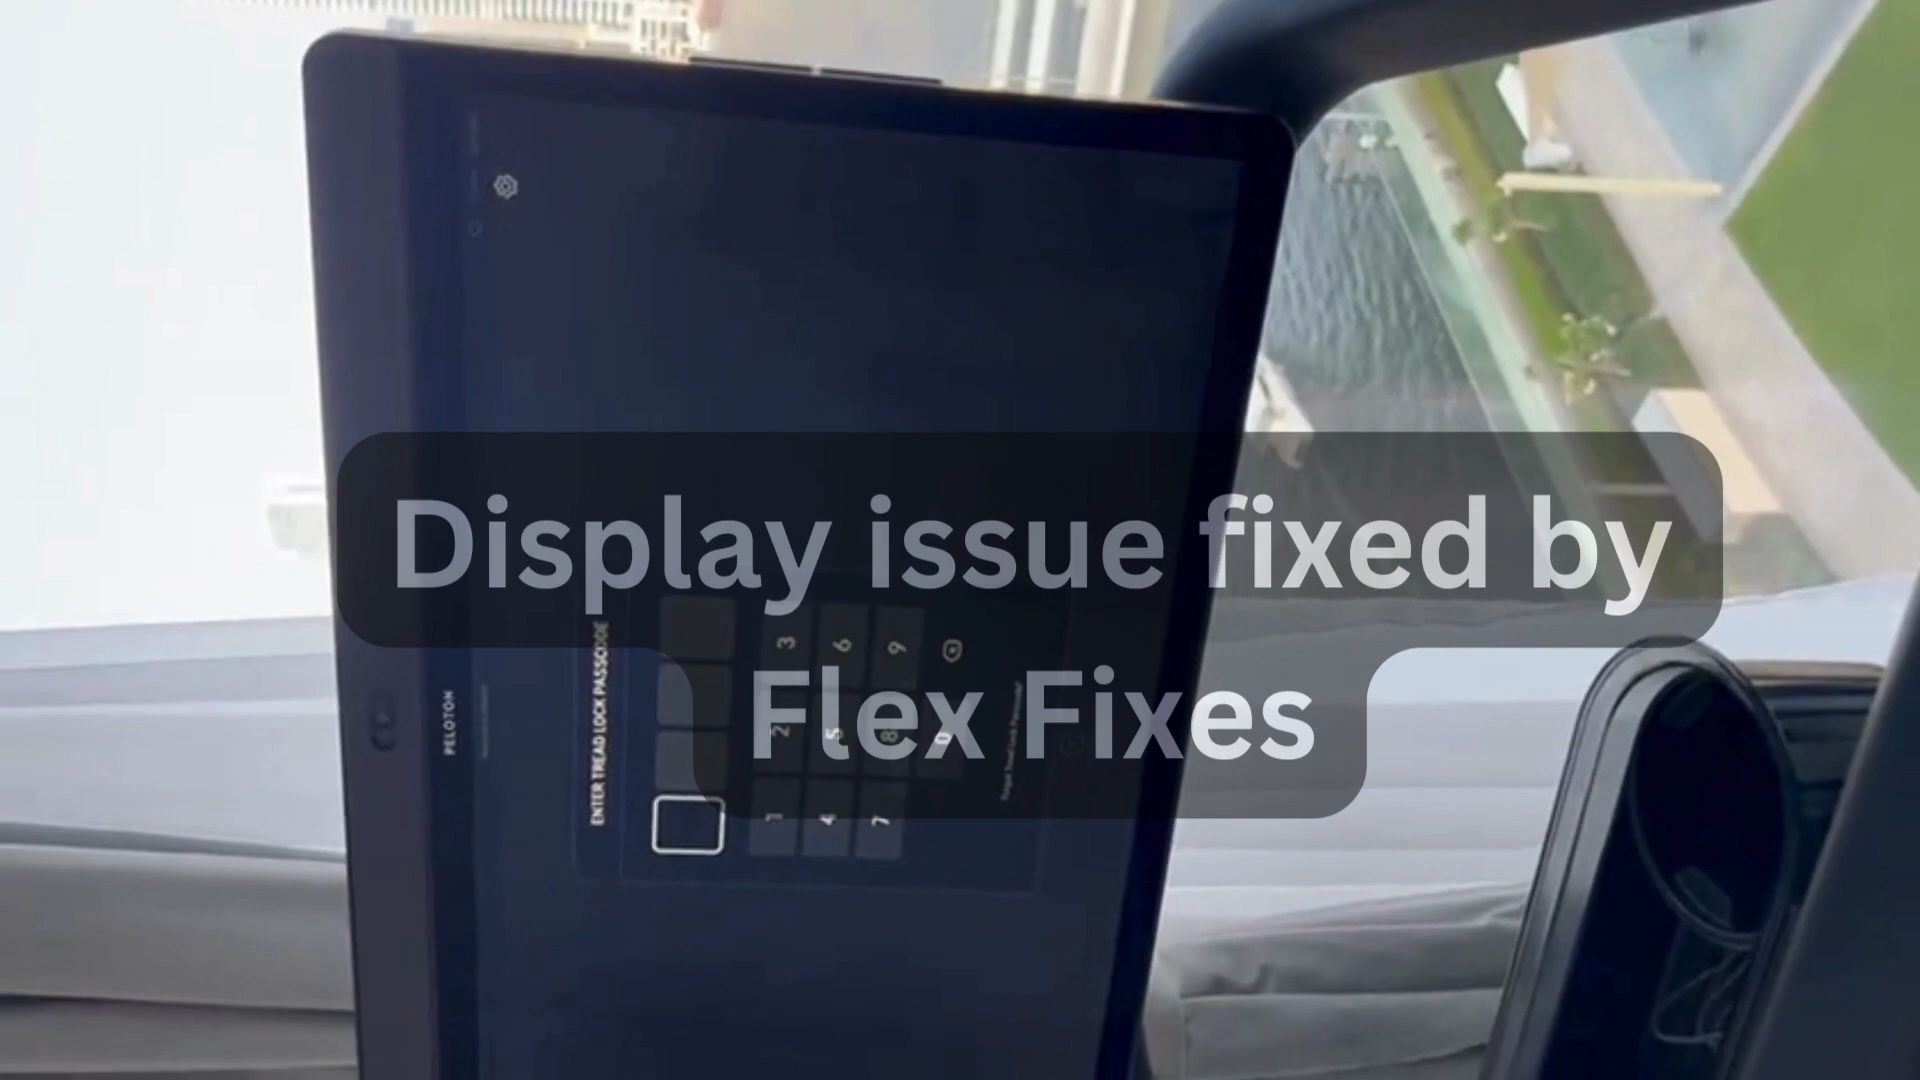 Display issue fixed by
Flex Fixes
PELOTON
ENTER TREAD LOCK PASSCODE
1 2 3
4 5 6
7 8 9
0